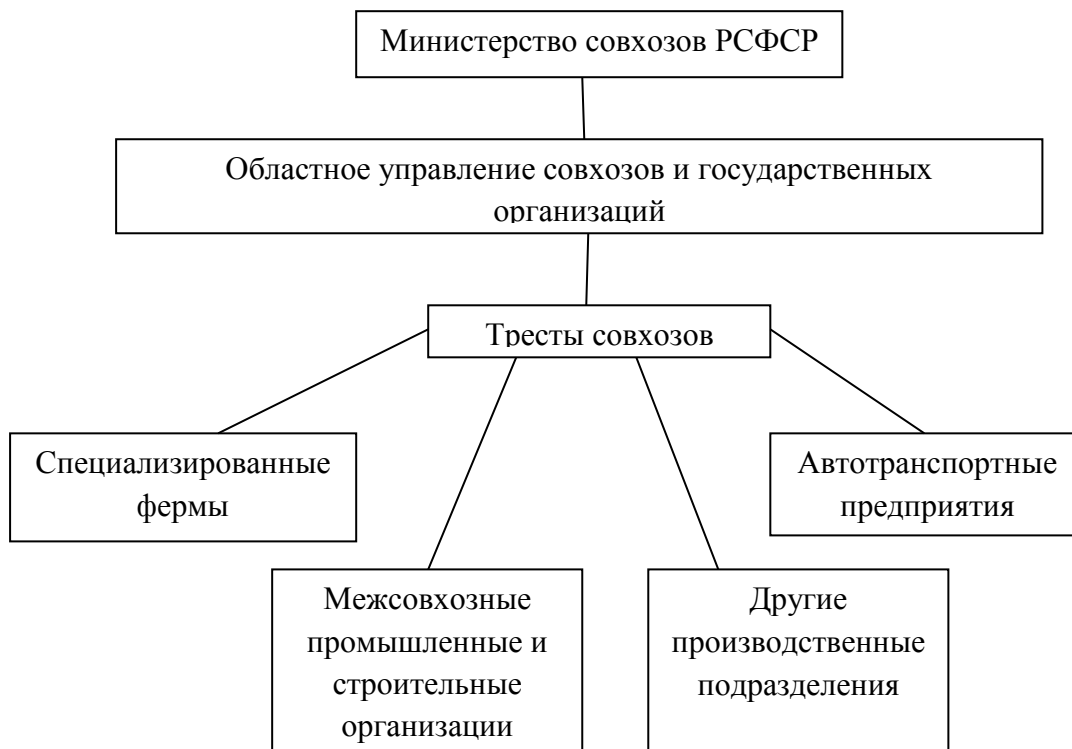 Министерство совхозов РСФСР
Областное управление совхозов и государственных
организаций
Тресты совхозов
Специализированные
фермы
Автотранспортные
предприятия
Межсовхозные
промышленные и
строительные
организации
Другие
производственные
подразделения